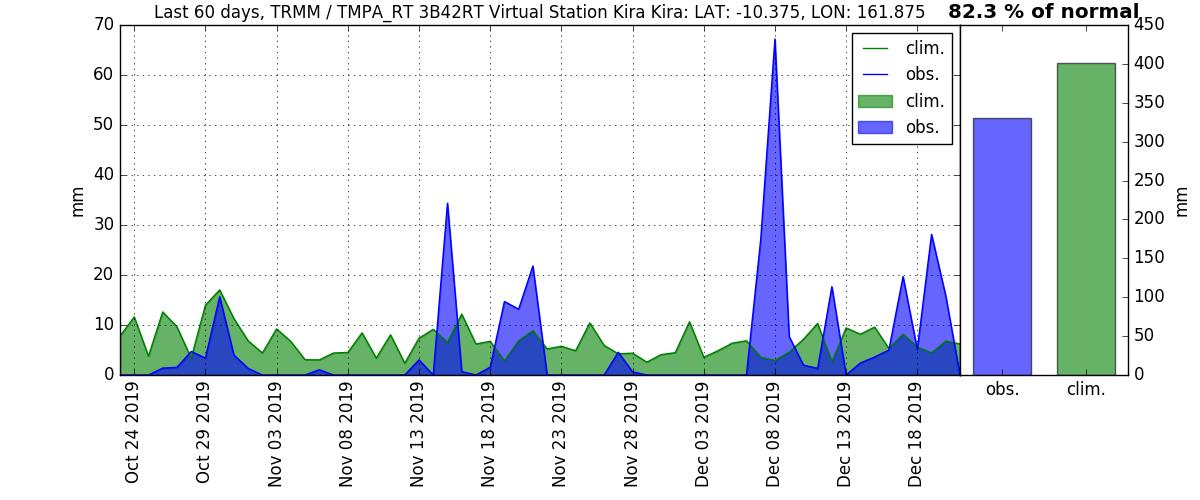 Last 60 days, TRMM / TMPA_RT 3B42RT Virtual Station Kira Kira: LAT: -10.375, LON: 161.875
82.3 % of normal
70
60
50
40
30
20
10
0
mm
clim.
obs.
clim.
obs.
450
400
350
300
250
200
150
100
50
0
mm
Oct 24 2019
Oct 29 2019
Nov 03 2019
Nov 08 2019
Nov 13 2019
Nov 18 2019
Nov 23 2019
Nov 28 2019
Dec 03 2019
Dec 08 2019
Dec 13 2019
Dec 18 2019
obs.
clim.